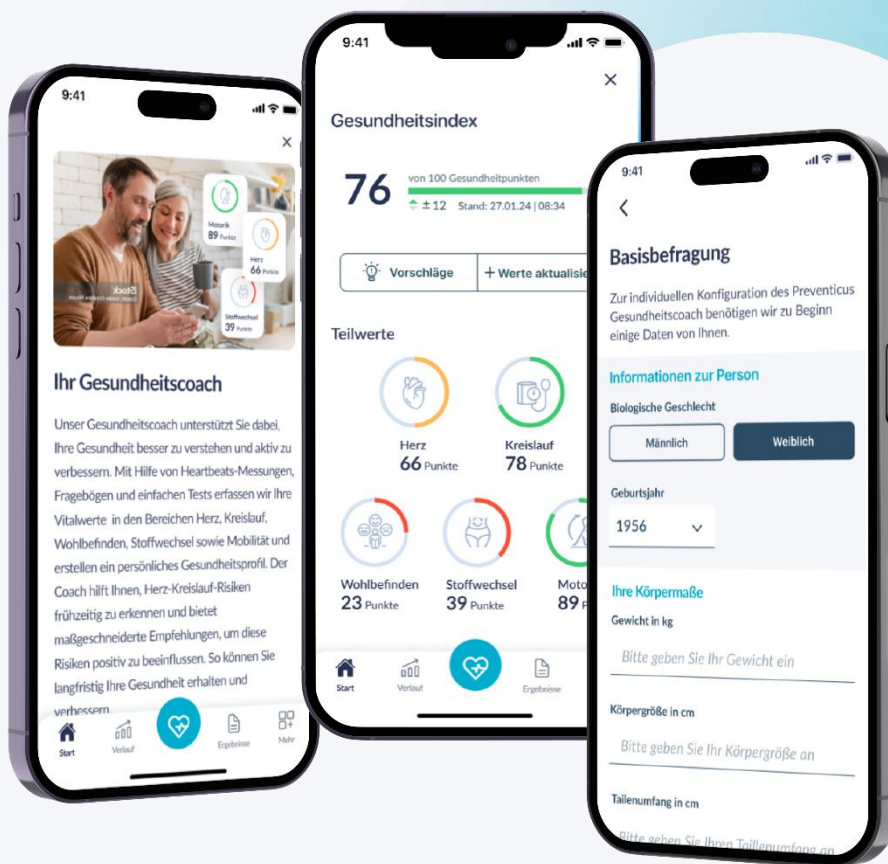 9:41
Motorik
89 Punkte
Herz
66 Punkte
Stoffwechsel
39 Punkte
iStock
Ihr Gesundheitscoach
Unser Gesundheitscoach unterstützt Sie dabei,
Ihre Gesundheit besser zu verstehen und aktiv zu
verbessern. Mit Hilfe von Heartbeats-Messungen,
Fragebögen und einfachen Tests erfassen wir Ihre
Vitalwerte in den Bereichen Herz, Kreislauf,
Wohlbefinden, Stoffwechsel sowie Mobilität und
erstellen ein persönliches Gesundheitsprofil. Der
Coach hilft Ihnen, Herz-Kreislauf-Risiken
frühzeitig zu erkennen und bietet
maßgeschneiderte Empfehlungen, um diese
Risiken positiv zu beeinflussen. So können Sie
langfristig Ihre Gesundheit erhalten und
verbessern
Start
Verlauf
Ergebnisse
Mehr
9:41
Gesundheitsindex
76 von 100 Gesundheitpunkten
± 12 Stand: 27.01.24 | 08:34
Vorschläge
+ Werte aktualisie
Teilwerte
Herz
66 Punkte
Kreislauf
78 Punkte
Wohlbefinden
23 Punkte
Stoffwechsel
39 Punkte
Moto
89 P
Start
Verlauf
Ergebnisse
9:41
Basisbefragung
Zur individuellen Konfiguration des Preventicus
Gesundheitscoach benötigen wir zu Beginn
einige Daten von Ihnen.
Informationen zur Person
Biologische Geschlecht
Männlich
Weiblich
Geburtsjahr
1956
Ihre Körpermaße
Gewicht in kg
Bitte geben Sie Ihr Gewicht ein
Körpergröße in cm
Bitte geben Sie Ihr Körpergröße an
Tailenumfang in cm
Bitte geben Sie Ihren Taillenumfang an